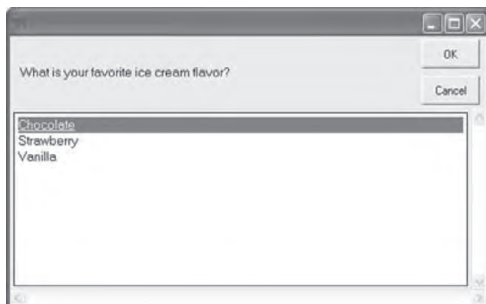 OK
What is your favorite ice cream flavor?
Cancel
Chocolate
Strawberry
Vanilla